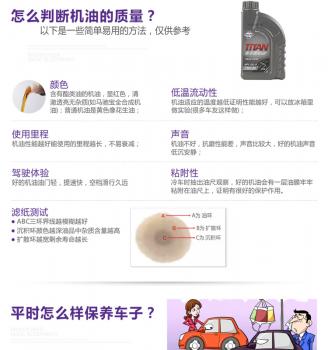 怎么判断机油的质量？
以下是一些简单易用的方法，仅供参考
TITAN
颜色
含有酯类油的机油，呈红色，清
澈透亮无杂质(如马驰宝全合成机
油)；普通机油是黄色像花生油；
低温流动性
机油适应的温度越低证明性能越好，可以放冰箱里
做实验(很多车友这样做)；
使用里程
机油性能越好能使用的里程越长，不易衰减；
声音
机油不好，抗磨性能差，声音比较大，好的机油声音
低沉安静；
驾驶体验
好的机油油门轻，提速快，空档滑行久远
粘附性
冷车时抽出油尺观察，好的机油会有一层油膜牢牢
粘附在油尺上，证明有很好的保护作用。
滤纸测试
ABC三环界线越模糊越好
沉积环颜色越深油品中杂质含量越高
扩散环越宽剩余寿命越长
A
A为 油环
B
B为 扩散环
C
C为 沉积环
平时怎么样保养车子？